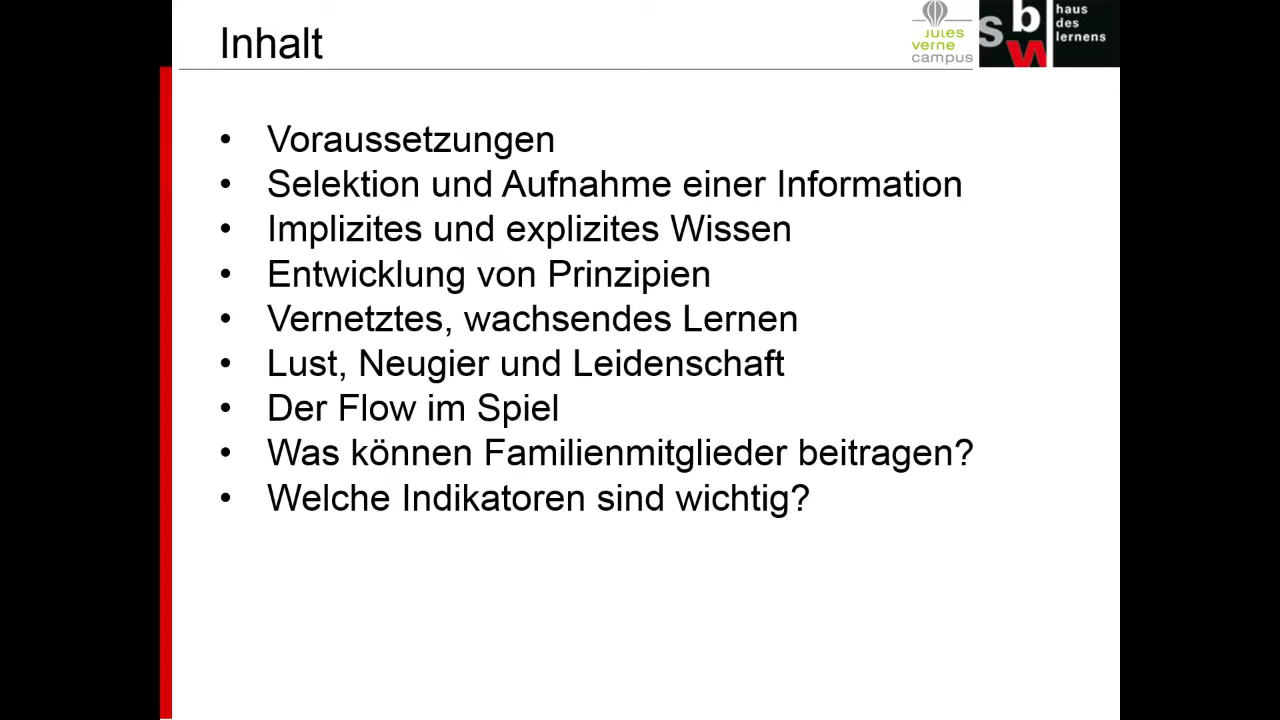 Inhalt
jules
verne
campus
sbw
haus
des
lernens
• Voraussetzungen
• Selektion und Aufnahme einer Information
• Implizites und explizites Wissen
• Entwicklung von Prinzipien
• Vernetztes, wachsendes Lernen
• Lust, Neugier und Leidenschaft
• Der Flow im Spiel
• Was können Familienmitglieder beitragen?
• Welche Indikatoren sind wichtig?